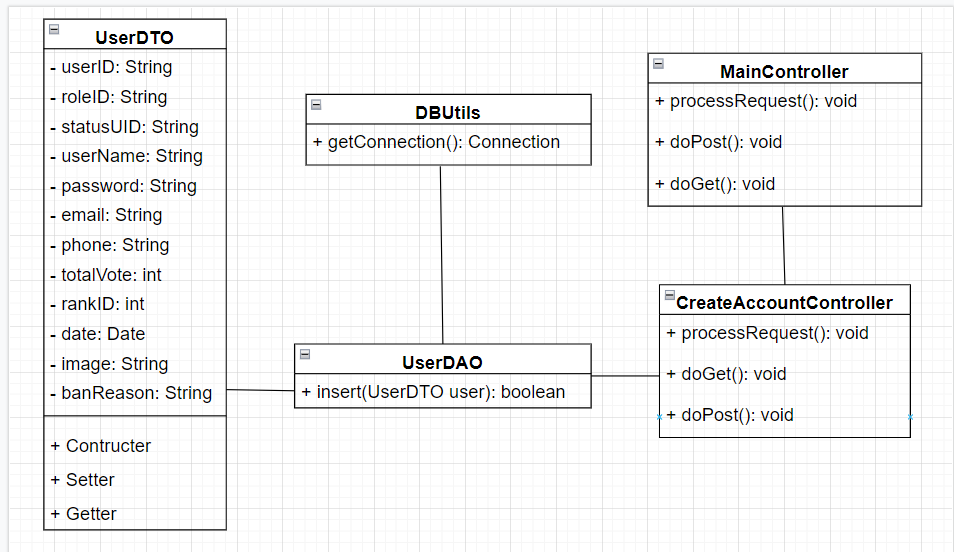 UserDTO
- userID: String
- roleID: String
- statusUID: String
- userName: String
- password: String
- email: String
- phone: String
- totalVote: int
- rankID: int
- date: Date
- image: String
- banReason: String
+ Contructer
+ Setter
+ Getter
DBUtils
+ getConnection(): Connection
UserDAO
+ insert(UserDTO user): boolean
MainController
+ processRequest(): void
+ doPost(): void
+ doGet(): void
CreateAccountController
+ processRequest(): void
+ doGet(): void
+ doPost(): void